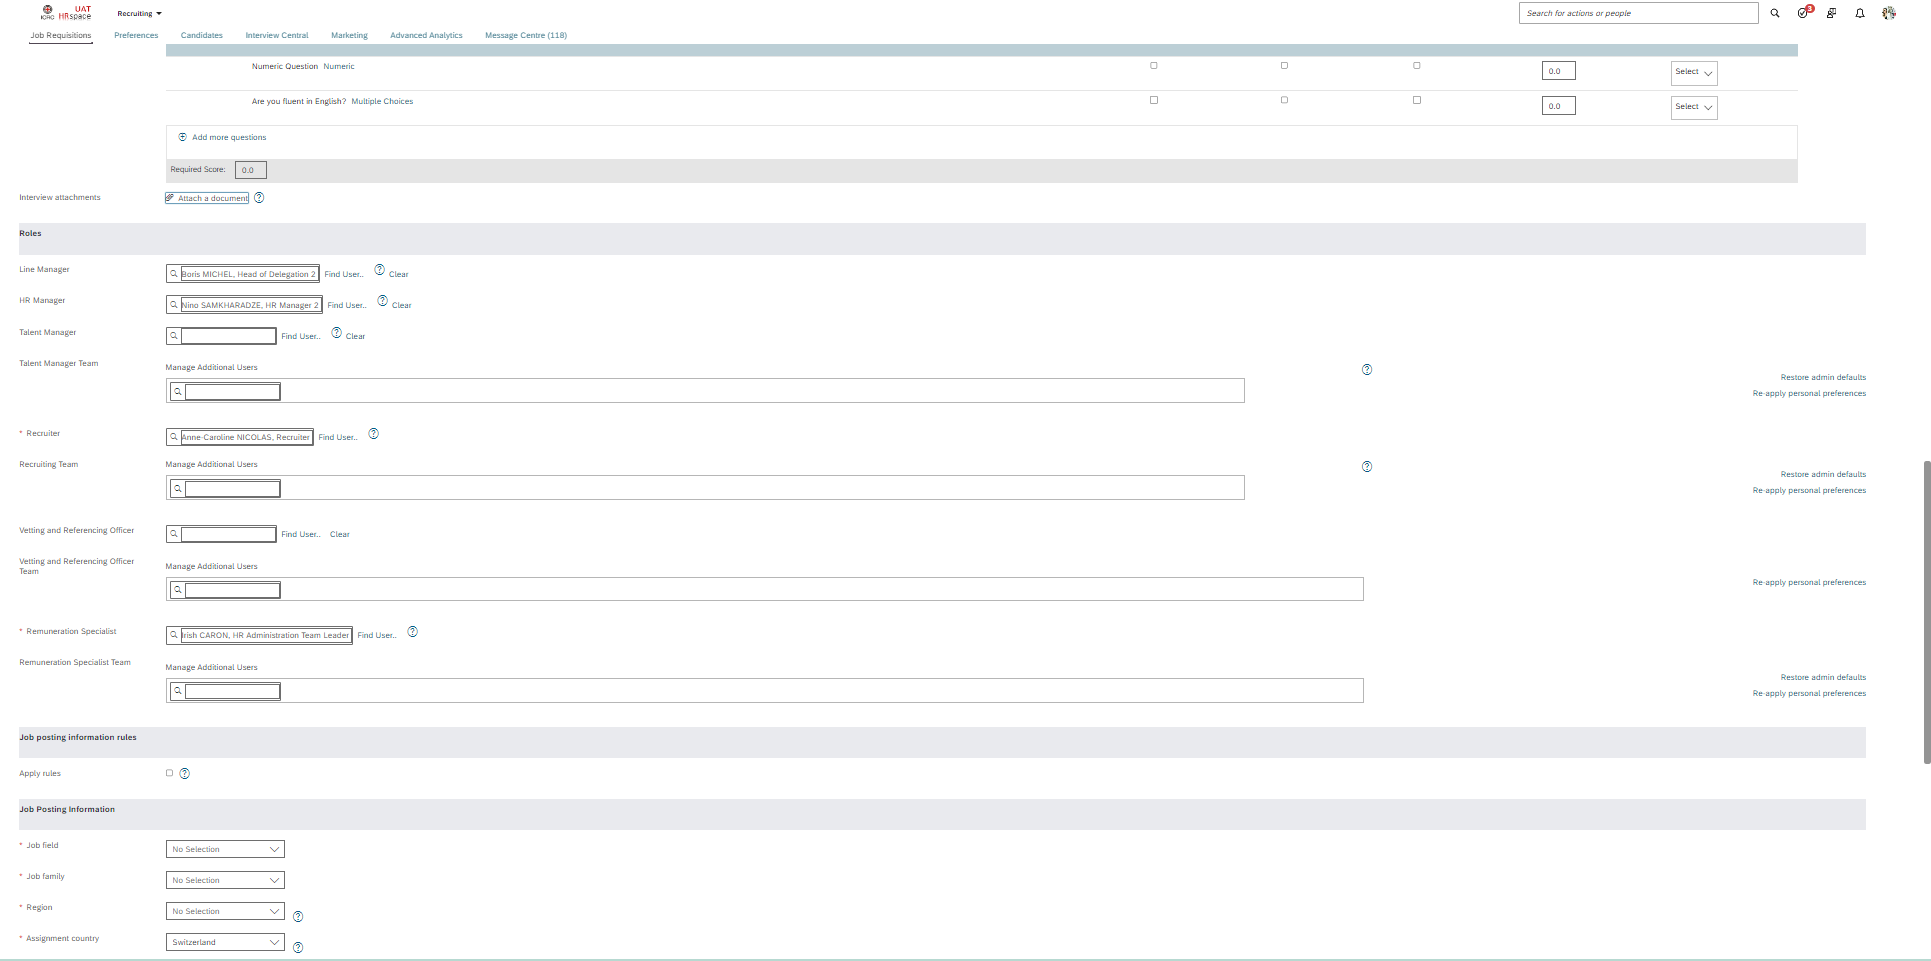 ICRC UAT HRspace Recruiting Search for actions or people 3
Job Requisitions Preferences Candidates Interview Central Marketing Advanced Analytics Message Centre (118)
Numeric Question Numeric 0.0 Select
Are you fluent in English? Multiple Choices 0.0 Select
Add more questions
Required Score: 0.0
Interview attachments Attach a document ?
Roles
Line Manager Boris MICHEL, Head of Delegation 2 Find User.. ? Clear
HR Manager Nino SAMKHARADZE, HR Manager 2 Find User.. ? Clear
Talent Manager Find User.. ? Clear
Talent Manager Team Manage Additional Users ?
Restore admin defaults
Re-apply personal preferences
* Recruiter Anne-Caroline NICOLAS, Recruiter Find User.. ?
Recruiting Team Manage Additional Users ?
Restore admin defaults
Re-apply personal preferences
Vetting and Referencing Officer Find User.. Clear
Vetting and Referencing Officer
Team
Manage Additional Users
Re-apply personal preferences
* Remuneration Specialist Irish CARON, HR Administration Team Leader Find User.. ?
Remuneration Specialist Team Manage Additional Users
Restore admin defaults
Re-apply personal preferences
Job posting information rules
Apply rules ?
Job Posting Information
* Job field No Selection
* Job family No Selection
* Region No Selection ?
* Assignment country Switzerland ?